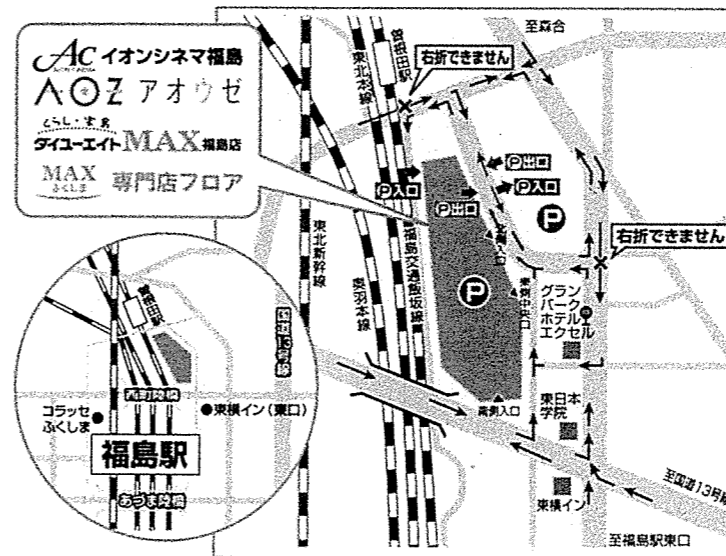 AC イオンシネマ福島
AOZ アオウゼ
くらし・家具
ダイユーエイト MAX 福島店
MAX
ふくしま
専門店フロア
曽根田駅
西町陸橋
コラッセ
ふくしま
東横イン(東口)
福島駅
あづま陸橋
国道13号線
東北新幹線
奥羽本線
東北本線
曽根田駅
福島交通飯坂線
至森合
右折できません
P入口
P出口
P出口
P入口
P
P
北側入口
東側中央口
南側入口
右折できません
グラン
パーク
ホテル
エクセル
東日本
学院
東横イン
至国道13号線
至福島駅東口